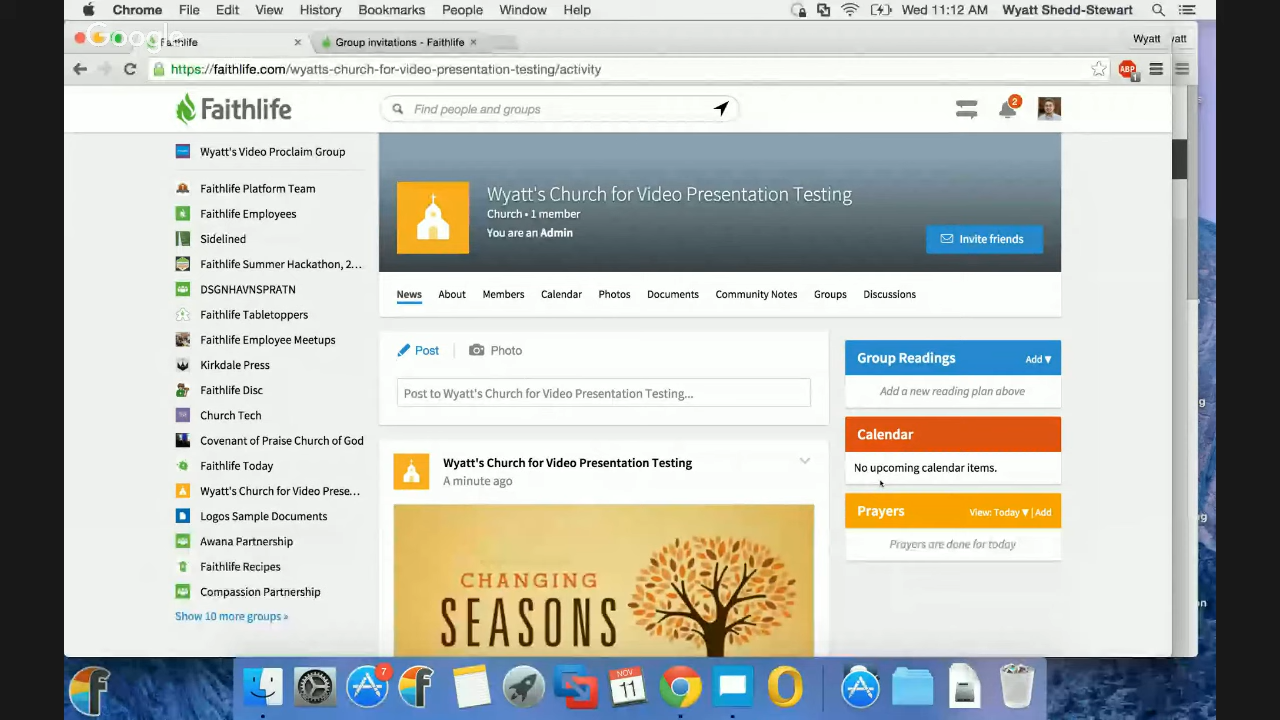 Chrome File Edit View History Bookmarks People Window Help Wed 11:12 AM Wyatt Shedd-Stewart
Google
Faithlife
Group invitations - Faithlife
Wyatt
https://faithlife.com/wyatts-church-for-video-presentation-testing/activity
ABP
1
Faithlife
Find people and groups
2
Wyatt's Video Proclaim Group
Faithlife Platform Team
Faithlife Employees
Sidelined
Faithlife Summer Hackathon, 2...
DSGNHAVNSPRATN
Faithlife Tabletoppers
Faithlife Employee Meetups
Kirkdale Press
Faithlife Disc
Church Tech
Covenant of Praise Church of God
Faithlife Today
Wyatt's Church for Video Prese...
Logos Sample Documents
Awana Partnership
Faithlife Recipes
Compassion Partnership
Show 10 more groups »
Wyatt's Church for Video Presentation Testing
Church • 1 member
You are an Admin
Invite friends
News About Members Calendar Photos Documents Community Notes Groups Discussions
Post
Photo
Post to Wyatt's Church for Video Presentation Testing...
Wyatt's Church for Video Presentation Testing
A minute ago
CHANGING
SEASONS
Group Readings Add ▼
Add a new reading plan above
Calendar
No upcoming calendar items.
Prayers View: Today ▼ | Add
Prayers are done for today
7
NOV
11